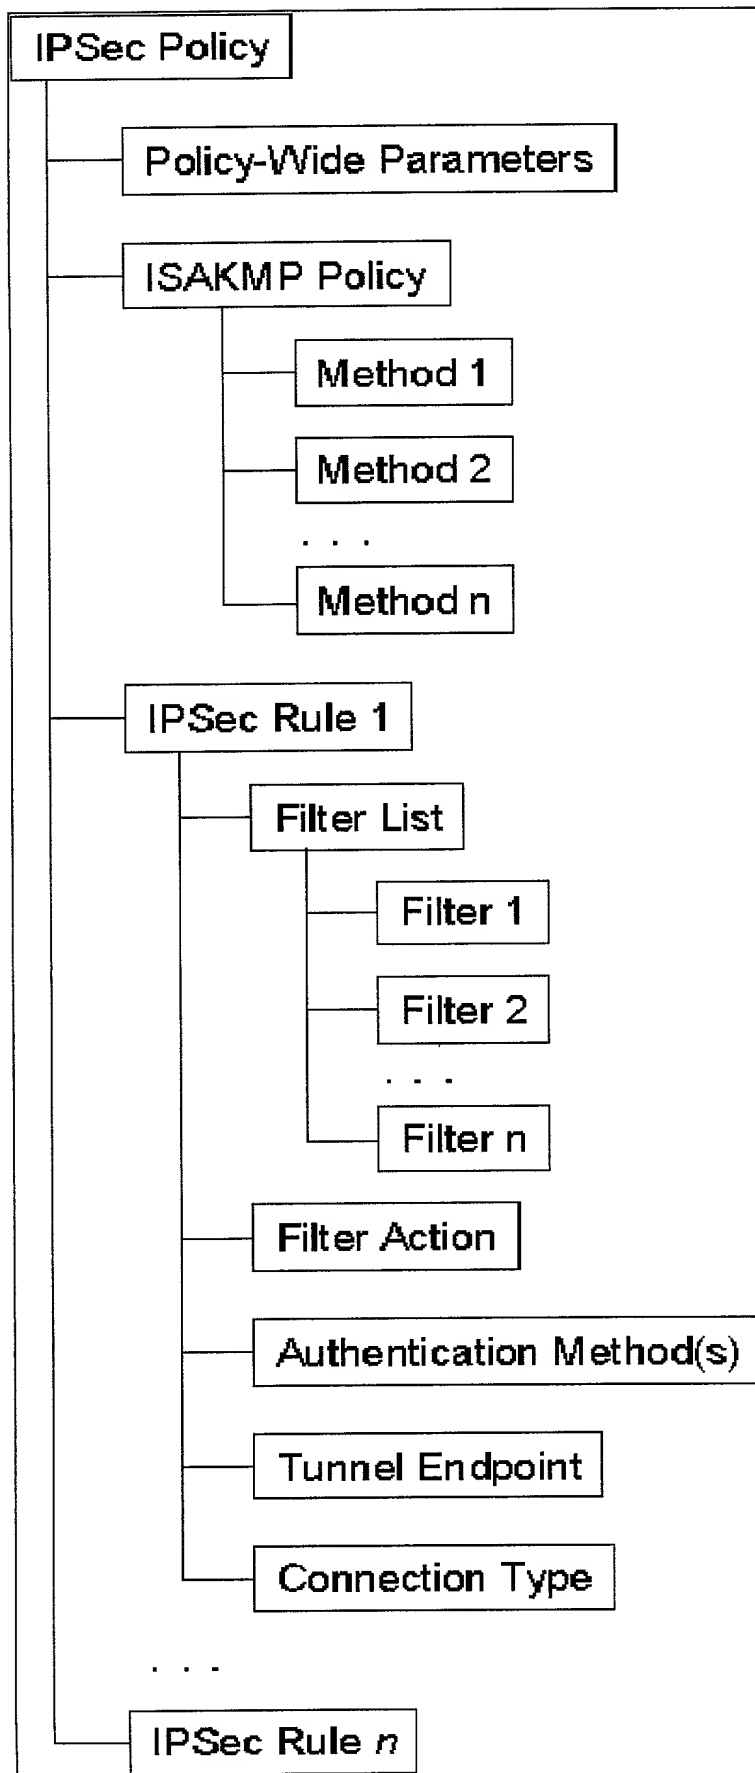 IPSec Policy
Policy-Wide Parameters
ISAKMP Policy
Method 1
Method 2
. . .
Method n
IPSec Rule 1
Filter List
Filter 1
Filter 2
. . .
Filter n
Filter Action
Authentication Method(s)
Tunnel Endpoint
Connection Type
. . .
IPSec Rule n